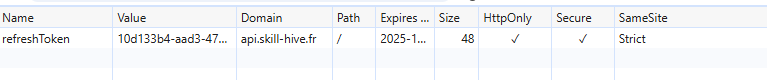 Name Value Domain Path Expires ... Size HttpOnly Secure SameSite
refreshToken 10d133b4-aad3-47... api.skill-hive.fr / 2025-1... 48 ✓ ✓ Strict